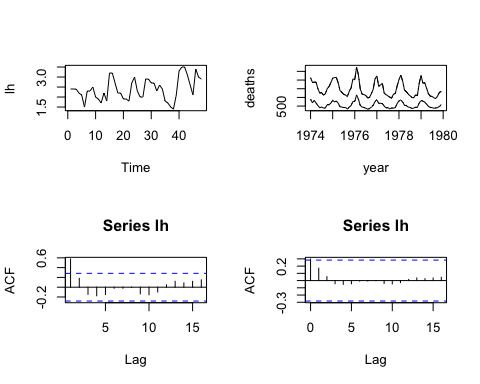 lh
3.0
1.5
0 10 20 30 40
Time
deaths
500
1974 1976 1978 1980
year
Series lh
ACF
0.6
-0.2
5 10 15
Lag
Series lh
ACF
0.2
-0.3
0 5 10 15
Lag